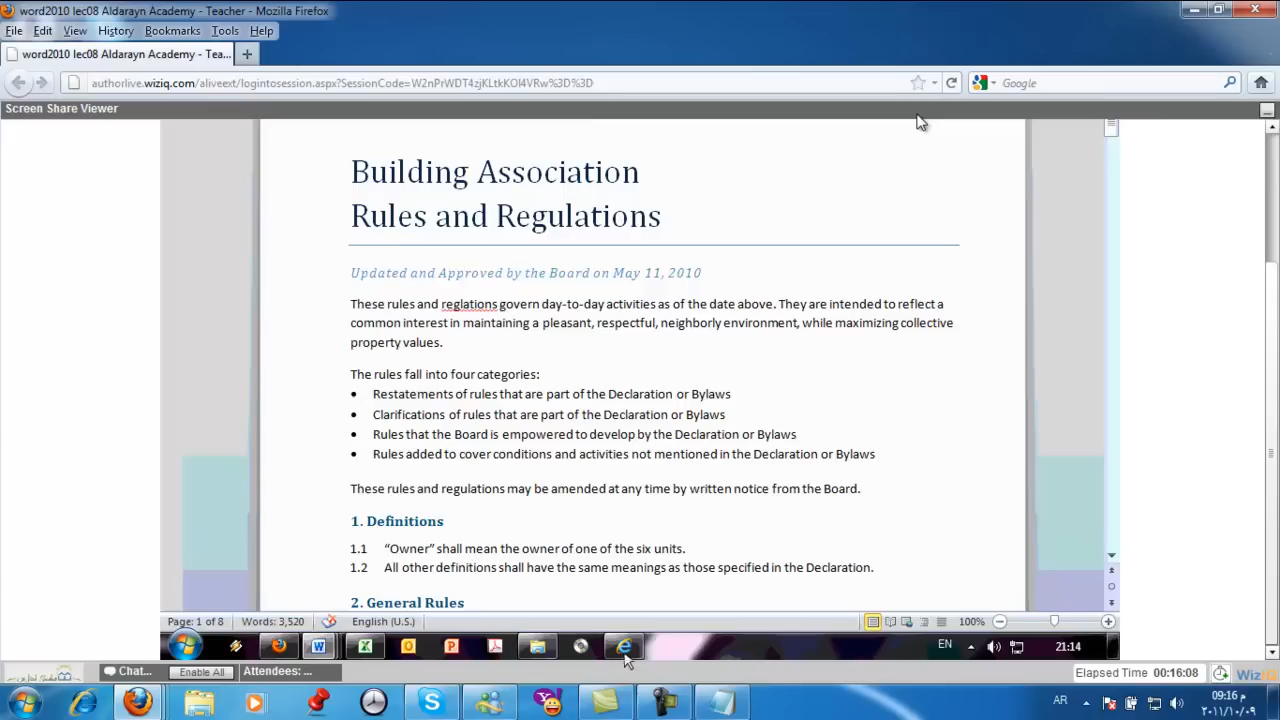 word2010 lec08 Aldarayn Academy - Teacher - Mozilla Firefox
File Edit View History Bookmarks Tools Help
word2010 lec08 Aldarayn Academy - Tea...
authorlive.wiziq.com/aliveext/logintosession.aspx?SessionCode=W2nPrWDT4zjKLtkKOl4VRw%3D%3D
Google
Screen Share Viewer
Building Association
Rules and Regulations
Updated and Approved by the Board on May 11, 2010
These rules and reglations govern day-to-day activities as of the date above. They are intended to reflect a
common interest in maintaining a pleasant, respectful, neighborly environment, while maximizing collective
property values.
The rules fall into four categories:
• Restatements of rules that are part of the Declaration or Bylaws
• Clarifications of rules that are part of the Declaration or Bylaws
• Rules that the Board is empowered to develop by the Declaration or Bylaws
• Rules added to cover conditions and activities not mentioned in the Declaration or Bylaws
These rules and regulations may be amended at any time by written notice from the Board.
1. Definitions
1.1 “Owner” shall mean the owner of one of the six units.
1.2 All other definitions shall have the same meanings as those specified in the Declaration.
2. General Rules
Page: 1 of 8 Words: 3,520 English (U.S.) 100%
EN 21:14
Chat... Enable All Attendees: ... Elapsed Time 00:16:08 WizIQ
AR 09:16 م
٢٠١١/١٠/٠٩